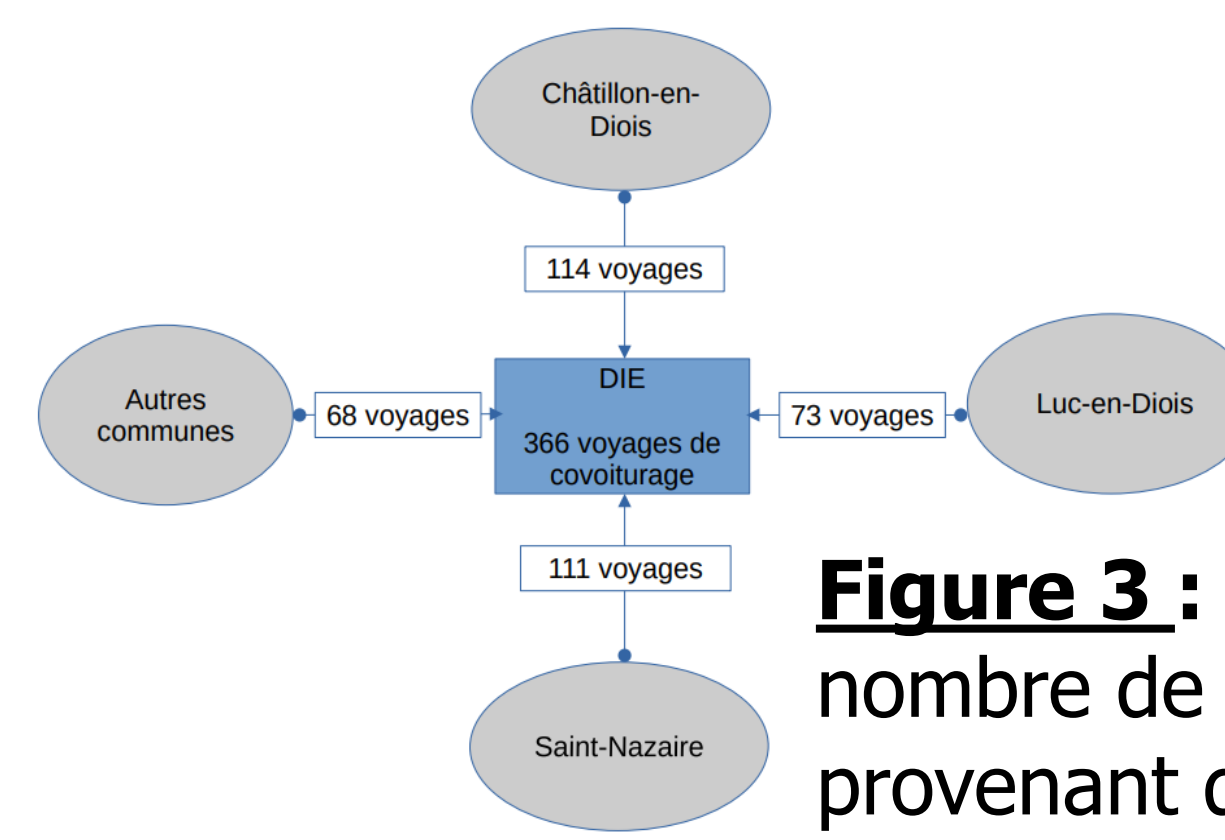 Châtillon-en-
Diois
114 voyages
Autres
communes
68 voyages
DIE
366 voyages de
covoiturage
73 voyages
Luc-en-Diois
111 voyages
Saint-Nazaire
Figure 3 :
nombre de
provenant